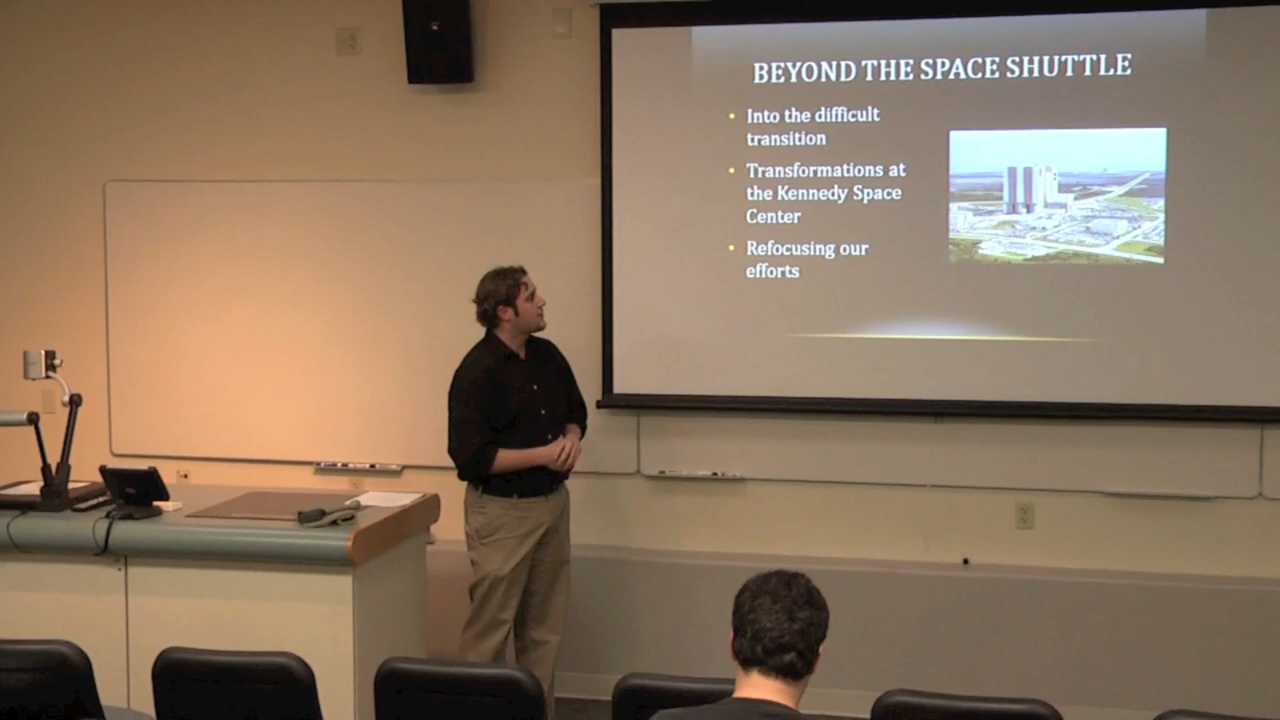 BEYOND THE SPACE SHUTTLE
• Into the difficult
transition
• Transformations at
the Kennedy Space
Center
• Refocusing our
efforts